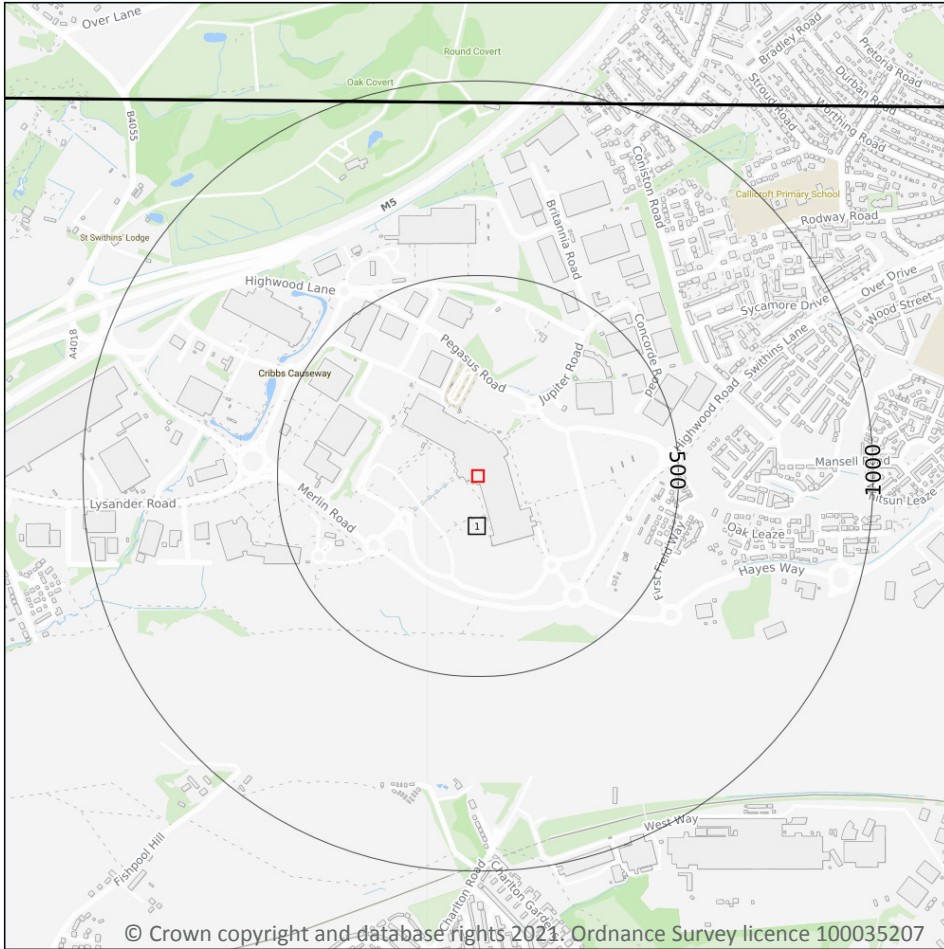 Over Lane
Round Covert
Oak Covert
Bradley Road
Pretoria Road
Durban Road
Stroud Road
Worthing Road
B4055
Coniston Road
Callicroft Primary School
M5
Britannia Road
Rodway Road
St Swithins' Lodge
Highwood Lane
Over Drive
Wood Street
Sycamore Drive
Swithins Lane
A4018
Concorde Road
Pegasus Road
Cribbs Causeway
Jupiter Road
Highwood Road
500
1000
Mansell Road
Lysander Road
Merlin Road
1
Oak Leaze
First Field Way
Hayes Way
West Way
Fishpool Hill
Charlton Road
Charlton Gardens
© Crown copyright and database rights 2021. Ordnance Survey licence 100035207